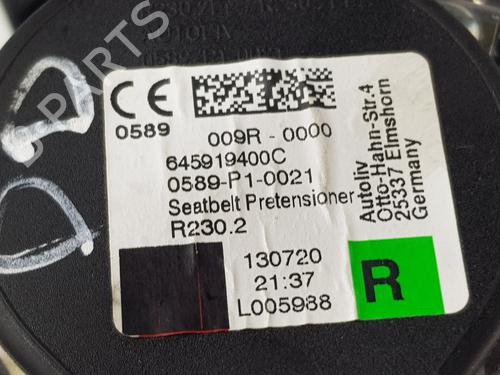 CE
0589
009R - 0000
645919400C
0589-P1-0021
Seatbelt Pretensioner
R230.2
130720
21:37
L005988
R
Autoliv
Otto-Hahn-Str.4
25337 Elmshorn
Germany
B-PARTS